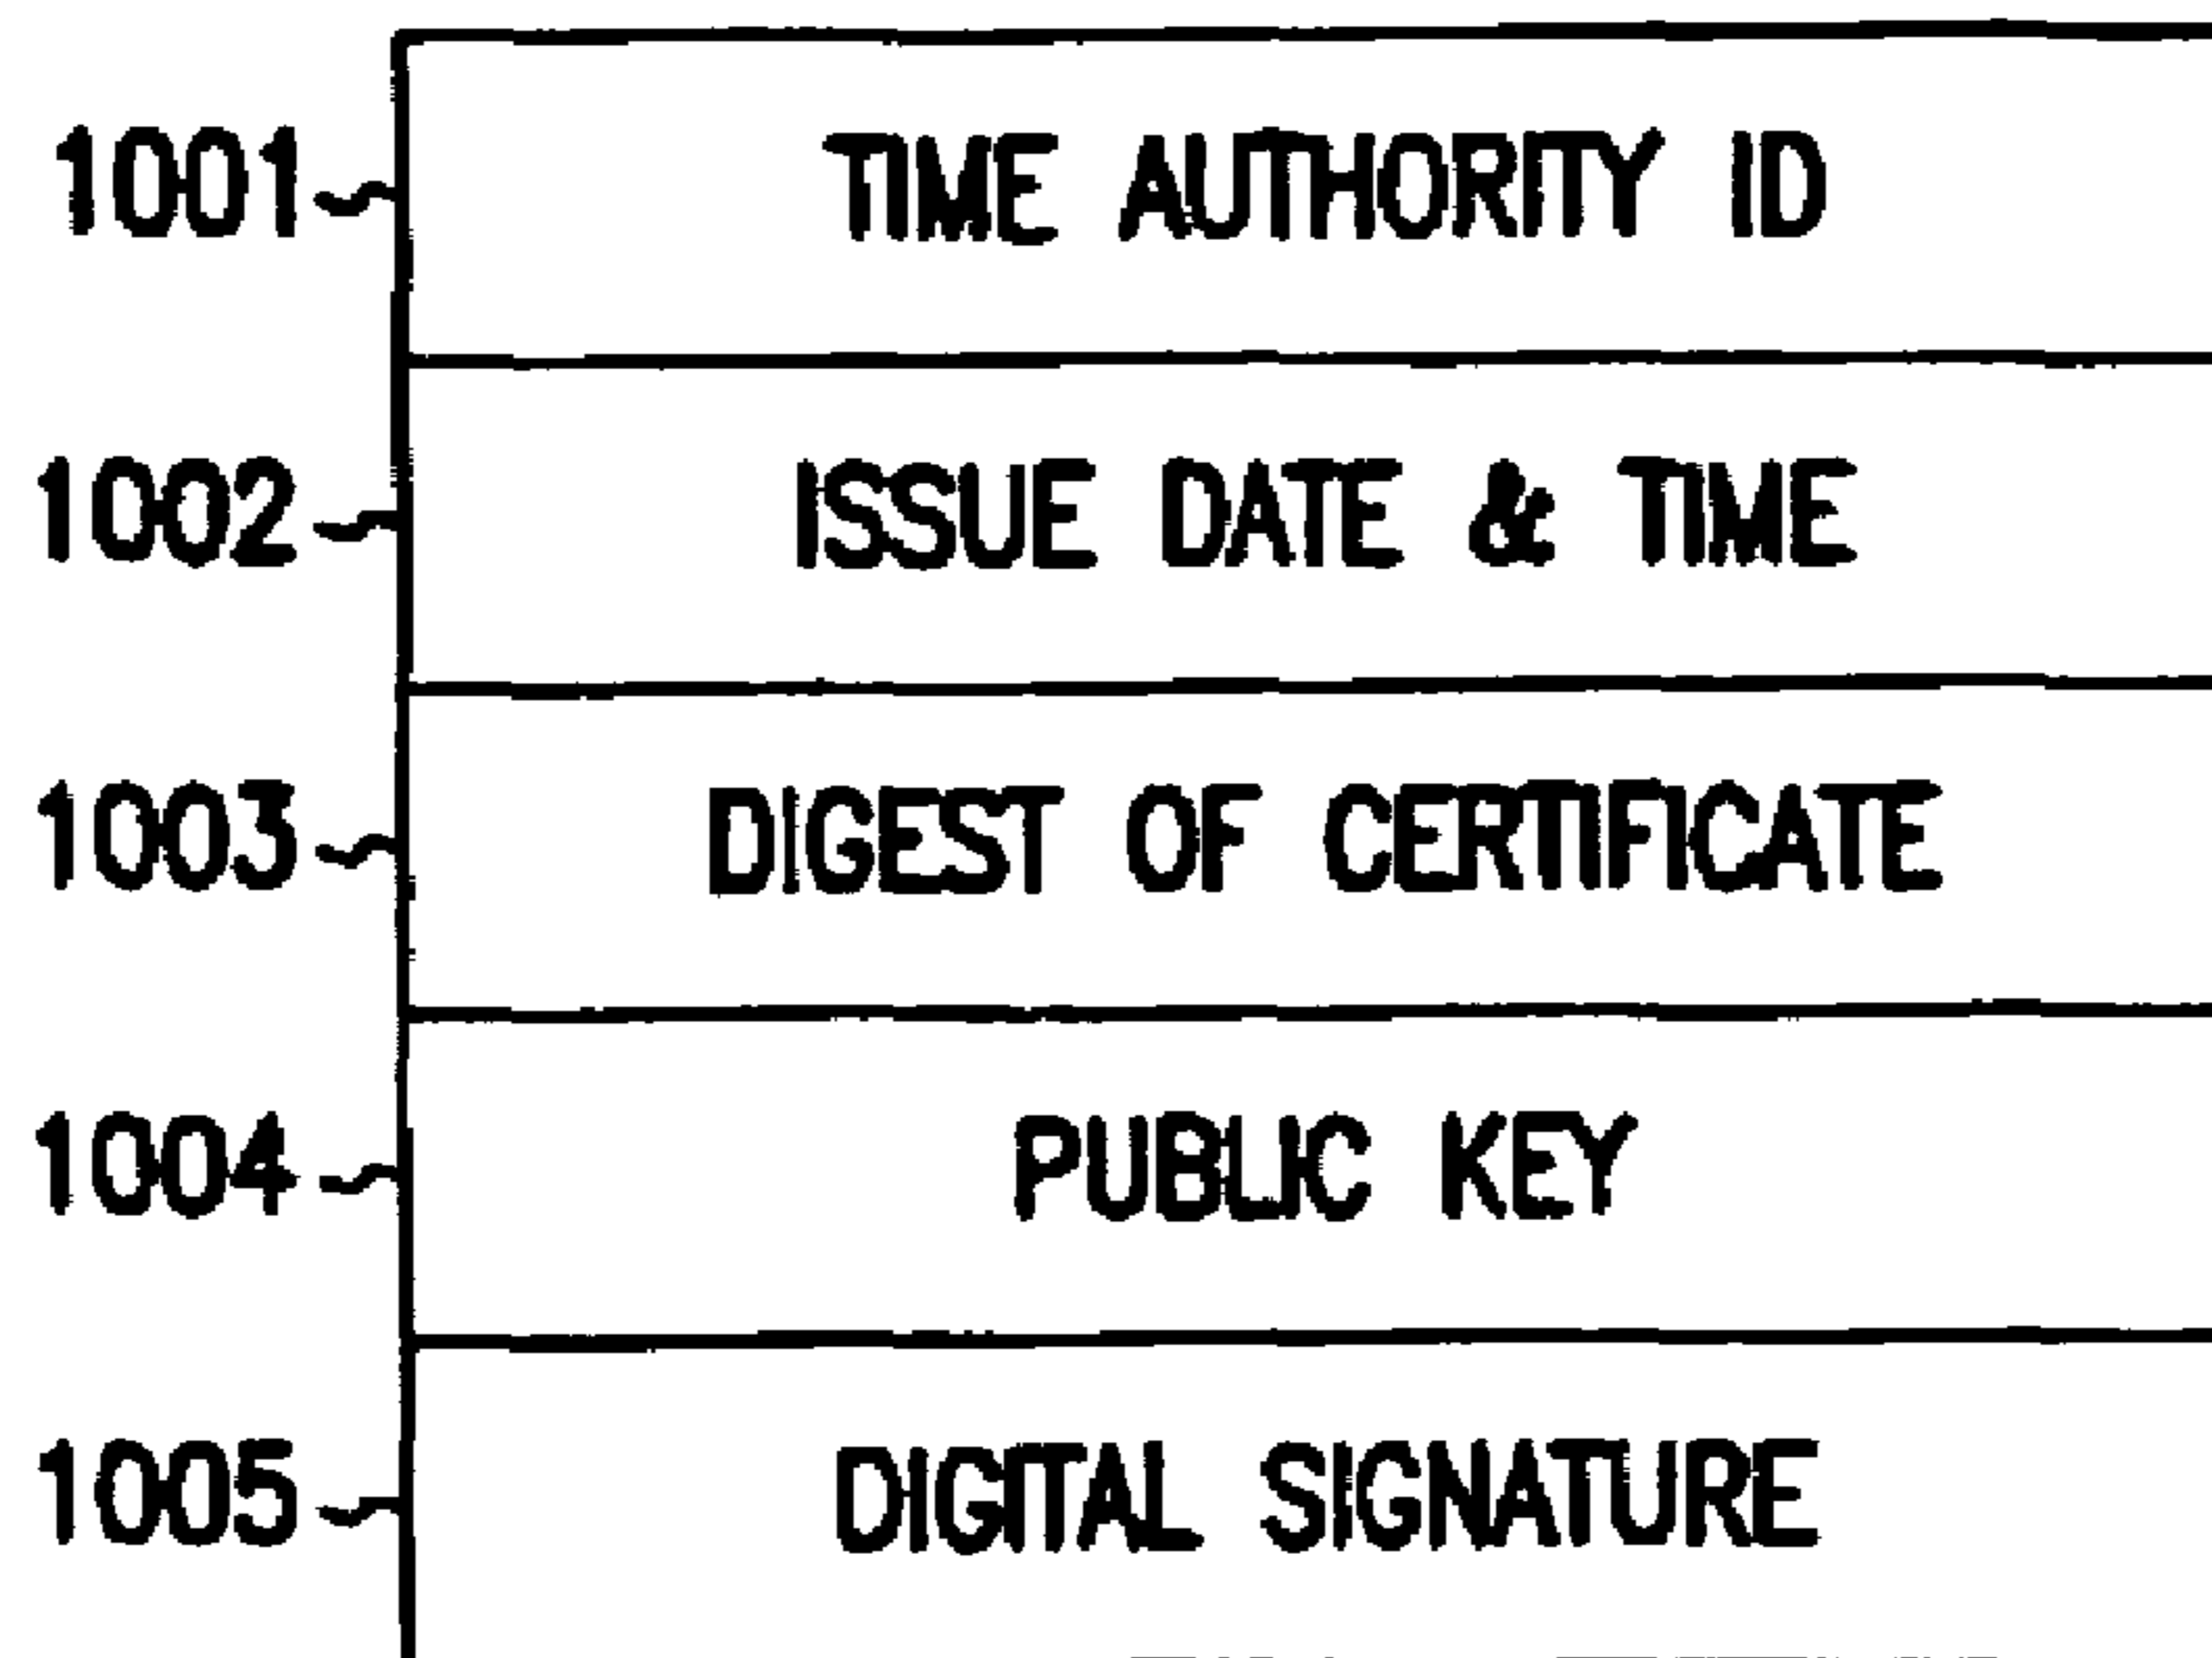 1001 TIME AUTHORITY ID
1002 ISSUE DATE & TIME
1003 DIGEST OF CERTIFICATE
1004 PUBLIC KEY
1005 DIGITAL SIGNATURE